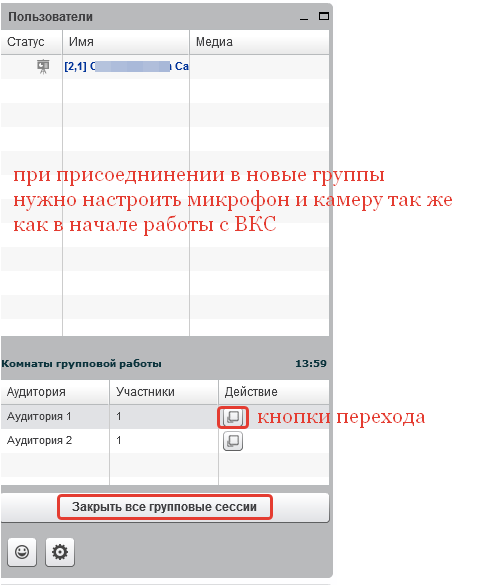 Пользователи
Статус Имя Медиа
[2,1] Са
при присоеднинении в новые группы
нужно настроить микрофон и камеру так же
как в начале работы с ВКС
Комнаты групповой работы 13:59
Аудитория Участники Действие
Аудитория 1 1
кнопки перехода
Аудитория 2 1
Закрыть все групповые сессии